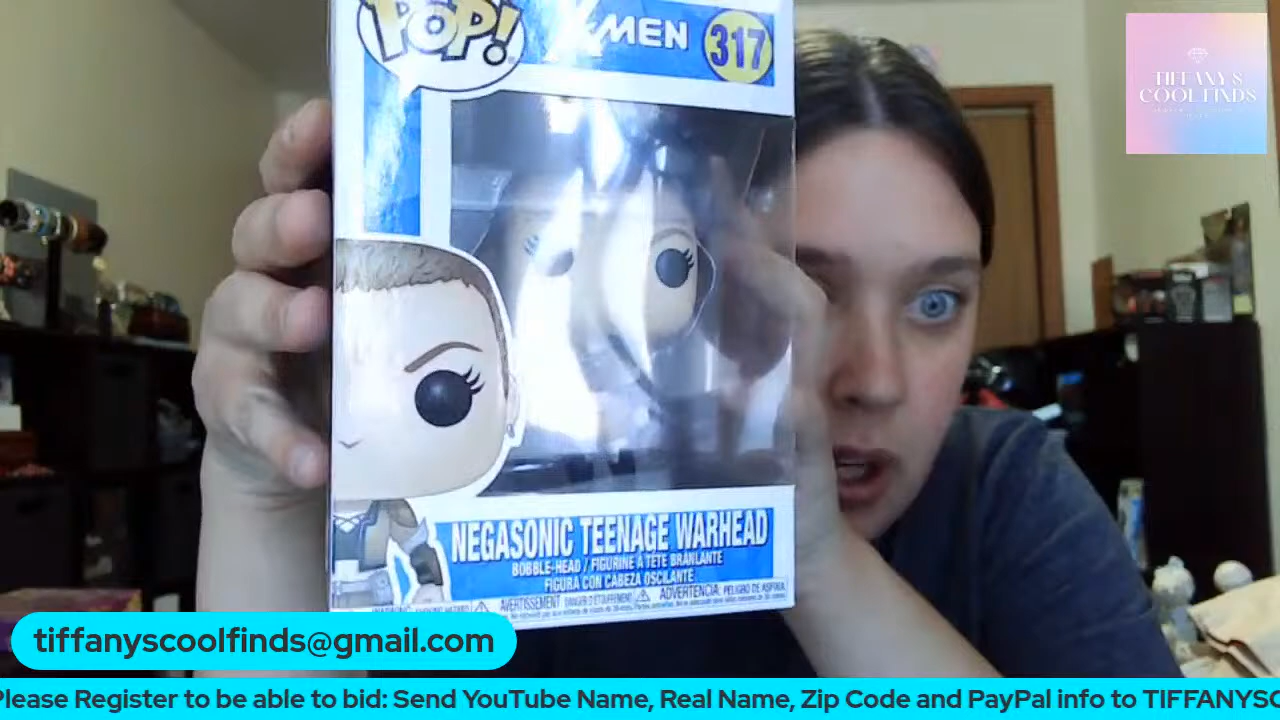 POP!
X-MEN
317
TIFFANY'S
COOL FINDS
NEGASONIC TEENAGE WARHEAD
BOBBLE-HEAD / FIGURINE À TÊTE BRANLANTE
FIGURA CON CABEZA OSCILANTE
AVERTISSEMENT
ADVERTENCIA:
tiffanyscoolfinds@gmail.com
Please Register to be able to bid: Send YouTube Name, Real Name, Zip Code and PayPal info to TIFFANYSC